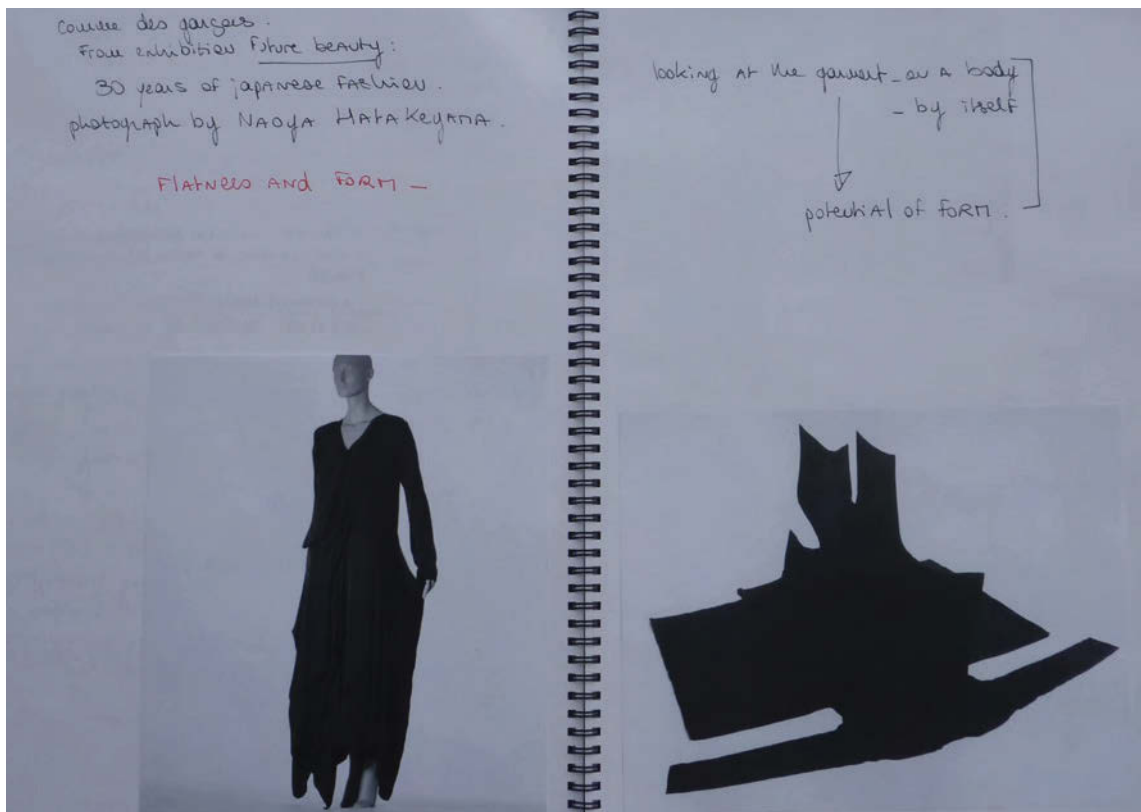 comme des garçons.
From exhibition Future beauty:
30 years of japanese fashion.
photograph by NAOYA HATAKEYAMA.
FLATNESS AND FORM _
looking AT the garment _ on A body
_ by itself
potential of FORM.